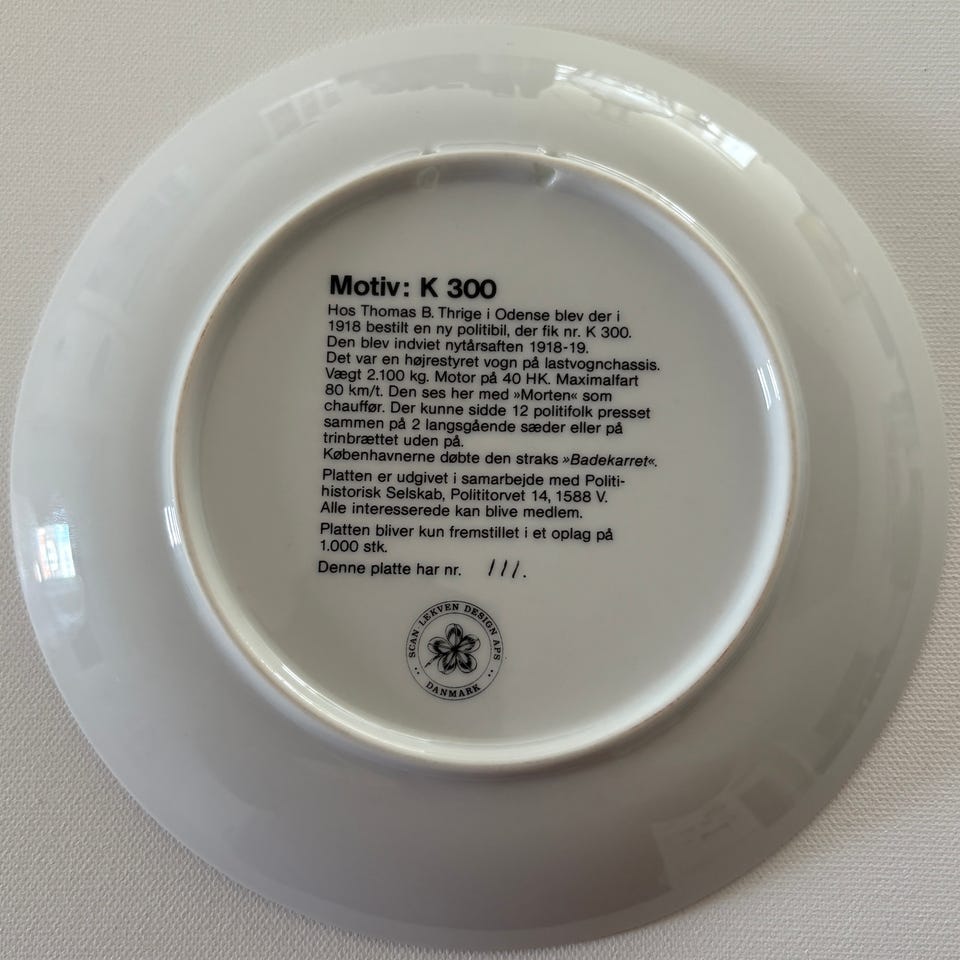 Motiv: K 300
Hos Thomas B. Thrige i Odense blev der i
1918 bestilt en ny politibil, der fik nr. K 300.
Den blev indviet nytårsaften 1918-19.
Det var en højrestyret vogn på lastvognchassis.
Vægt 2.100 kg. Motor på 40 HK. Maximalfart
80 km/t. Den ses her med »Morten« som
chauffør. Der kunne sidde 12 politifolk presset
sammen på 2 langsgående sæder eller på
trinbrættet uden på.
Københavnerne døbte den straks »Badekarret«.
Platten er udgivet i samarbejde med Politi-
historisk Selskab, Polititorvet 14, 1588 V.
Alle interesserede kan blive medlem.
Platten bliver kun fremstillet i et oplag på
1.000 stk.
Denne platte har nr. 111.
SCAN LEKVEN DESIGN APS
DANMARK